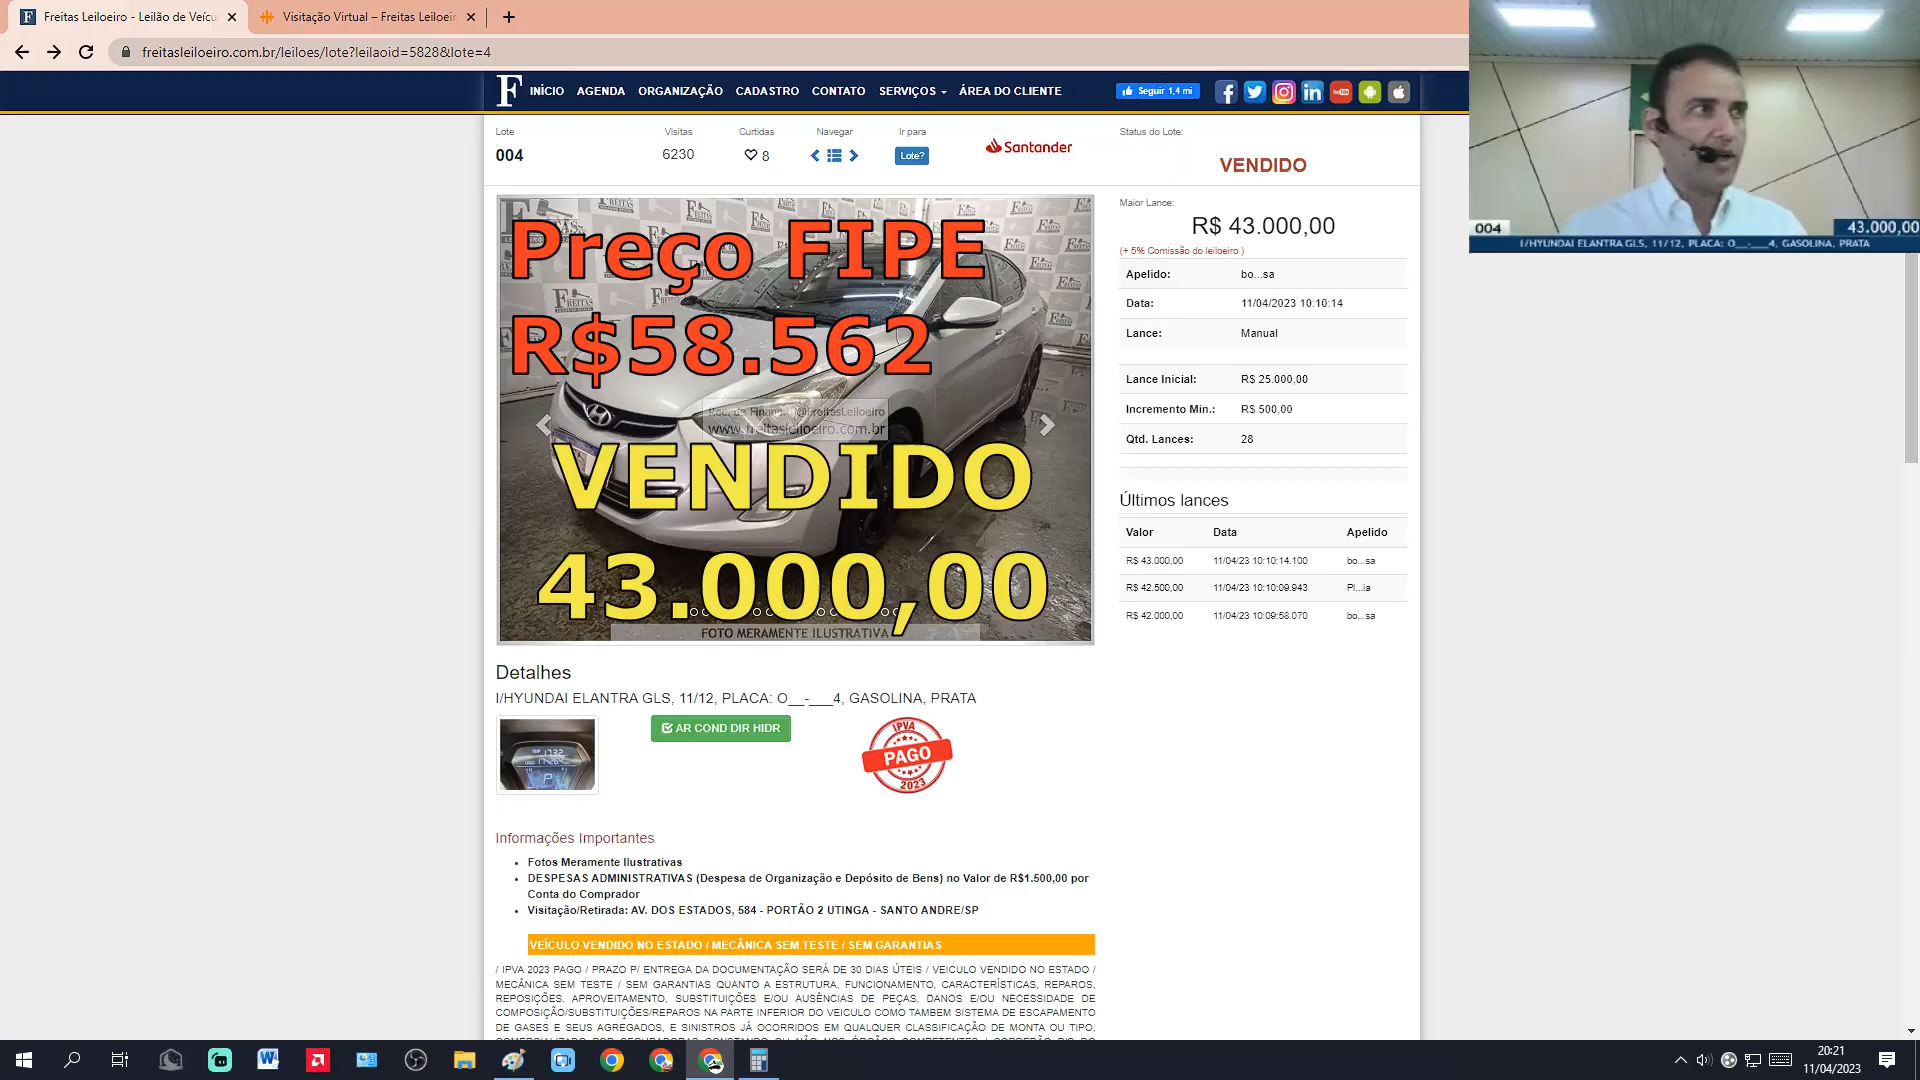 Freitas Leiloeiro - Leilão de Veícu
Visitação Virtual – Freitas Leiloeir
freitasleiloeiro.com.br/leiloes/lote?leilaoid=5828&lote=4
F INÍCIO AGENDA ORGANIZAÇÃO CADASTRO CONTATO SERVIÇOS ÁREA DO CLIENTE
Seguir 1,4 mi
Lote
004
Visitas
6230
Curtidas
8
Navegar
Ir para
Lote?
Santander
Status do Lote:
VENDIDO
Preço FIPE
R$58.562
Rec. de Financ. @FreitasLeiloeiro
www.freitasleiloeiro.com.br
VENDIDO
43.000,00
FOTO MERAMENTE ILUSTRATIVA
Maior Lance:
R$ 43.000,00
(+ 5% Comissão do leiloeiro )
Apelido: bo...sa
Data: 11/04/2023 10:10:14
Lance: Manual
Lance Inicial: R$ 25.000,00
Incremento Min.: R$ 500,00
Qtd. Lances: 28
Últimos lances
Valor Data Apelido
R$ 43.000,00 11/04/23 10:10:14.100 bo...sa
R$ 42.500,00 11/04/23 10:10:09.943 Pl...ia
R$ 42.000,00 11/04/23 10:09:58.070 bo...sa
004
43.000,00
I/HYUNDAI ELANTRA GLS, 11/12, PLACA: O__-___4, GASOLINA, PRATA
Detalhes
I/HYUNDAI ELANTRA GLS, 11/12, PLACA: O__-___4, GASOLINA, PRATA
AR COND DIR HIDR
IPVA
PAGO
2023
Informações Importantes
• Fotos Meramente Ilustrativas
• DESPESAS ADMINISTRATIVAS (Despesa de Organização e Depósito de Bens) no Valor de R$1.500,00 por
Conta do Comprador
• Visitação/Retirada: AV. DOS ESTADOS, 584 - PORTÃO 2 UTINGA - SANTO ANDRE/SP
VEÍCULO VENDIDO NO ESTADO / MECÂNICA SEM TESTE / SEM GARANTIAS
/ IPVA 2023 PAGO / PRAZO P/ ENTREGA DA DOCUMENTAÇÃO SERÁ DE 30 DIAS ÚTEIS / VEICULO VENDIDO NO ESTADO /
MECÂNICA SEM TESTE / SEM GARANTIAS QUANTO A ESTRUTURA, FUNCIONAMENTO, CARACTERÍSTICAS, REPAROS,
REPOSIÇÕES, APROVEITAMENTO, SUBSTITUIÇÕES E/OU AUSÊNCIAS DE PEÇAS, DANOS E/OU NECESSIDADE DE
COMPOSIÇÃO/SUBSTITUIÇÕES/REPAROS NA PARTE INFERIOR DO VEICULO COMO TAMBEM SISTEMA DE ESCAPAMENTO
DE GASES E SEUS AGREGADOS, E SINISTROS JÁ OCORRIDOS EM QUALQUER CLASSIFICAÇÃO DE MONTA OU TIPO,
20:21
11/04/2023